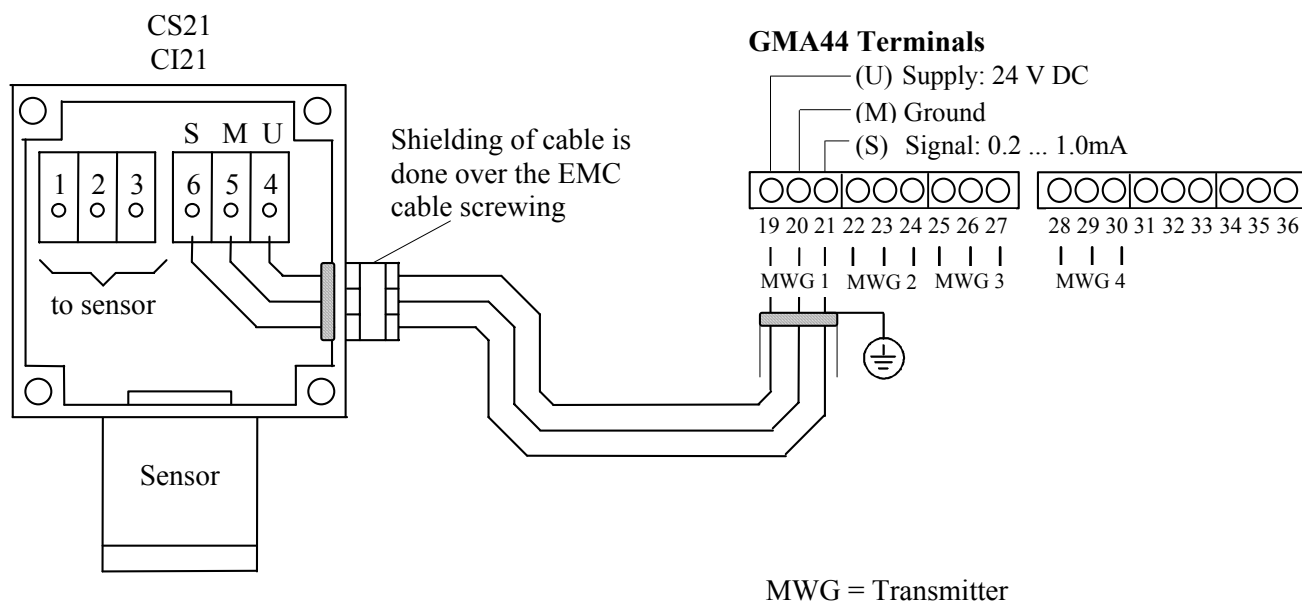 CS21
CI21
S M U
1 2 3 6 5 4
to sensor
Sensor
Shielding of cable is
done over the EMC
cable screwing
GMA44 Terminals
(U) Supply: 24 V DC
(M) Ground
(S) Signal: 0.2 ... 1.0mA
19 20 21 22 23 24 25 26 27 28 29 30 31 32 33 34 35 36
MWG 1 MWG 2 MWG 3 MWG 4
MWG = Transmitter